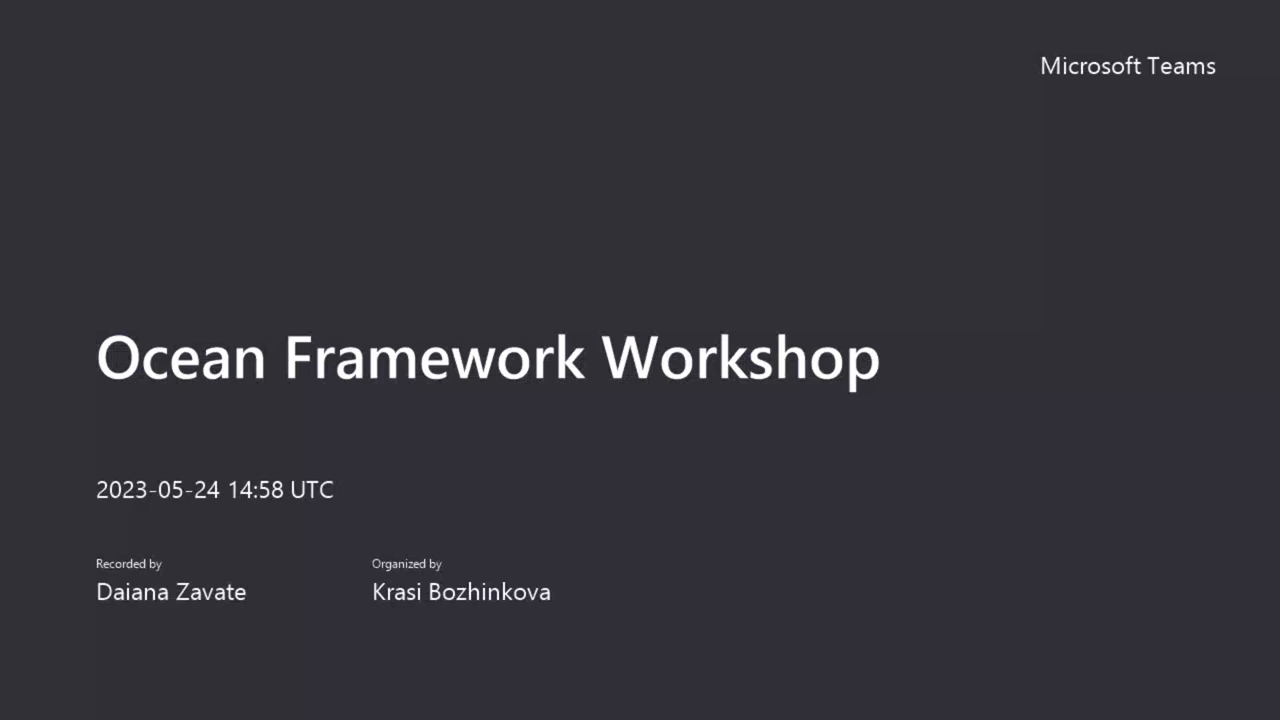 Microsoft Teams
Ocean Framework Workshop
2023-05-24 14:58 UTC
Recorded by
Daiana Zavate
Organized by
Krasi Bozhinkova